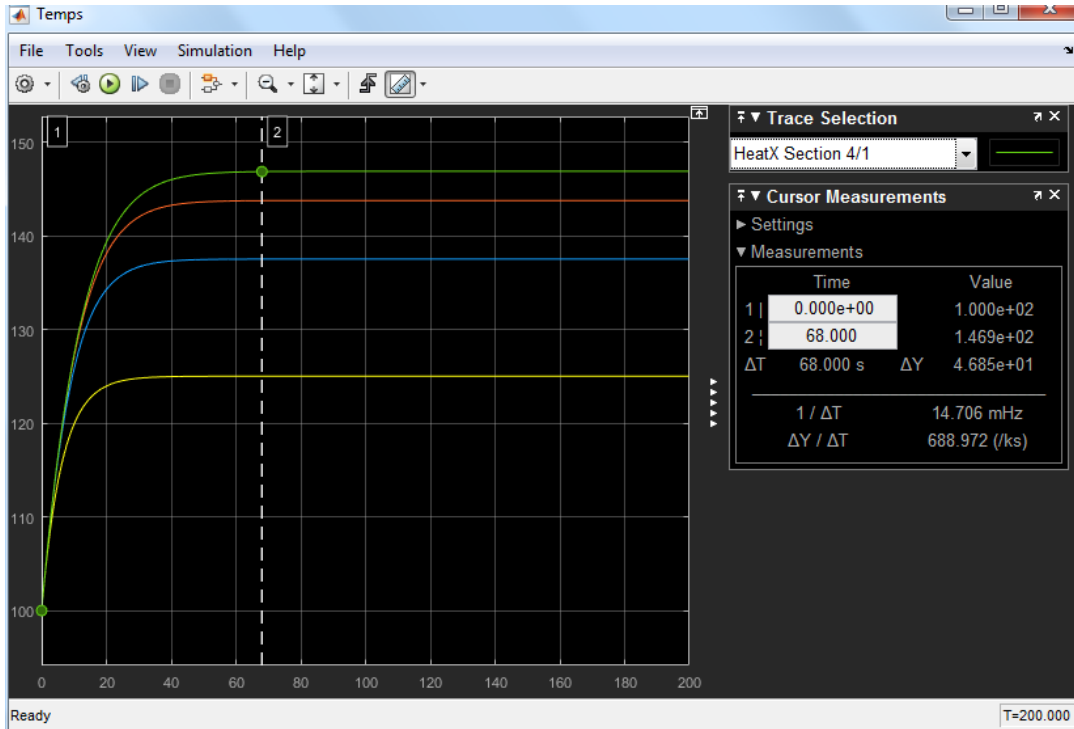 Temps
File Tools View Simulation Help
1
2
150
140
130
120
110
100
0 20 40 60 80 100 120 140 160 180 200
Trace Selection
HeatX Section 4/1
Cursor Measurements
Settings
Measurements
Time Value
1 | 0.000e+00 1.000e+02
2 ¦ 68.000 1.469e+02
ΔT 68.000 s ΔY 4.685e+01
1 / ΔT 14.706 mHz
ΔY / ΔT 688.972 (/ks)
Ready T=200.000